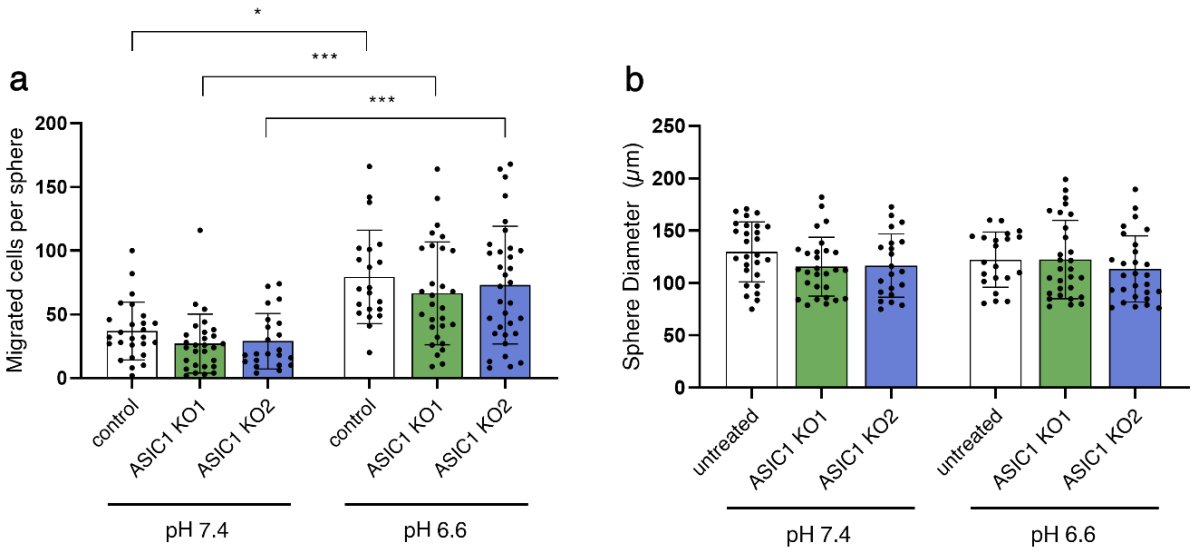 *
***
***
a
Migrated cells per sphere
200
150
100
50
0
control
ASIC1 KO1
ASIC1 KO2
control
ASIC1 KO1
ASIC1 KO2
pH 7.4
pH 6.6
b
Sphere Diameter (µm)
250
200
150
100
50
0
untreated
ASIC1 KO1
ASIC1 KO2
untreated
ASIC1 KO1
ASIC1 KO2
pH 7.4
pH 6.6